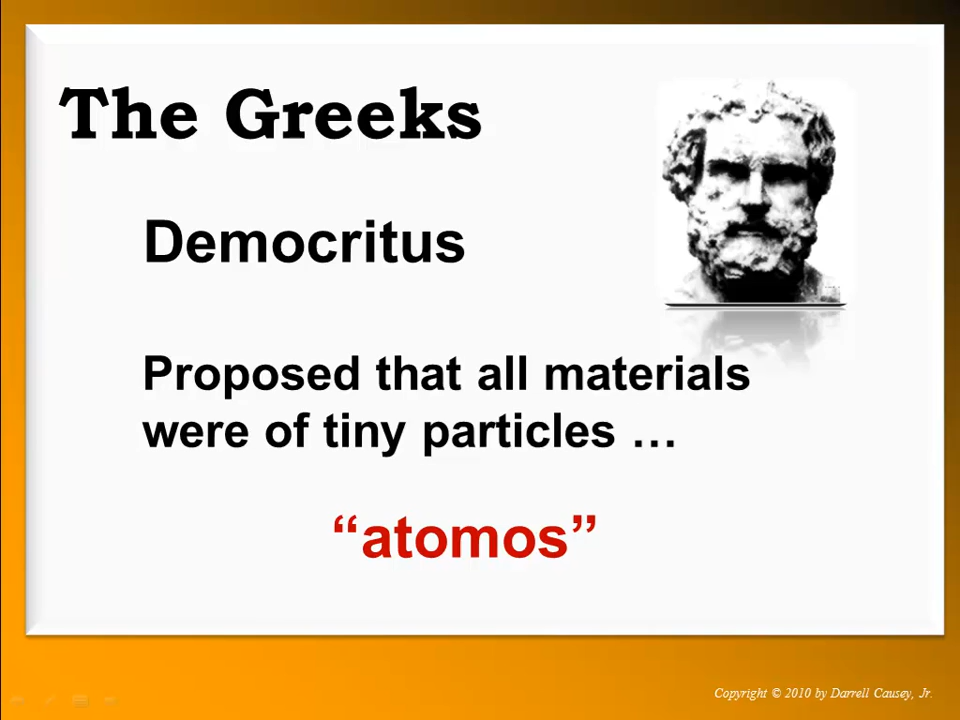 The Greeks
Democritus
Proposed that all materials
were of tiny particles …
“atomos”
Copyright © 2010 by Darrell Causey, Jr.